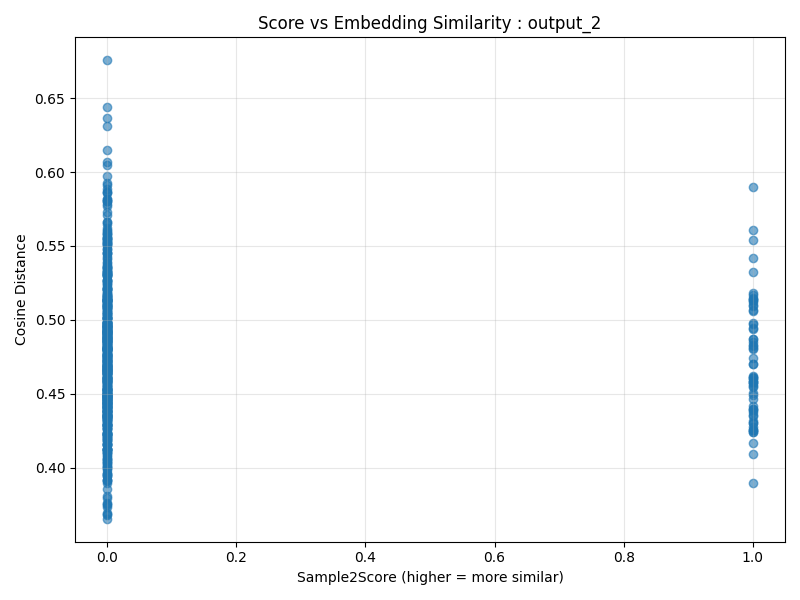 Score vs Embedding Similarity : output_2
Cosine Distance
0.65
0.60
0.55
0.50
0.45
0.40
0.0 0.2 0.4 0.6 0.8 1.0
Sample2Score (higher = more similar)